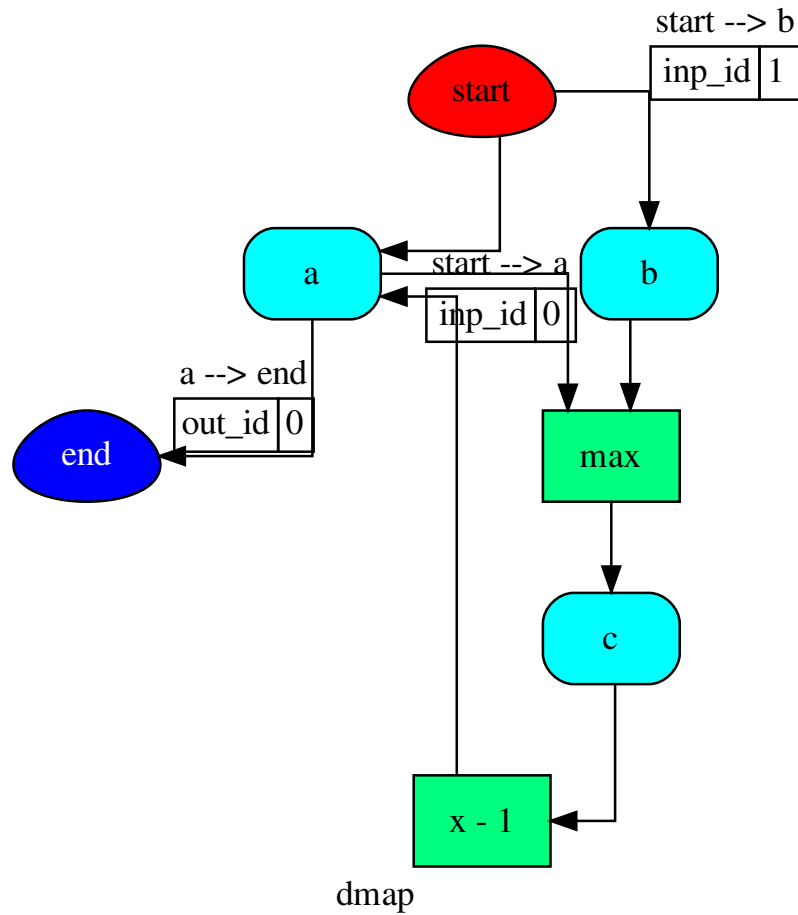 start --> b
inp_id 1
start
a
start --> a
b
inp_id 0
a --> end
out_id 0
end
max
c
x - 1
dmap